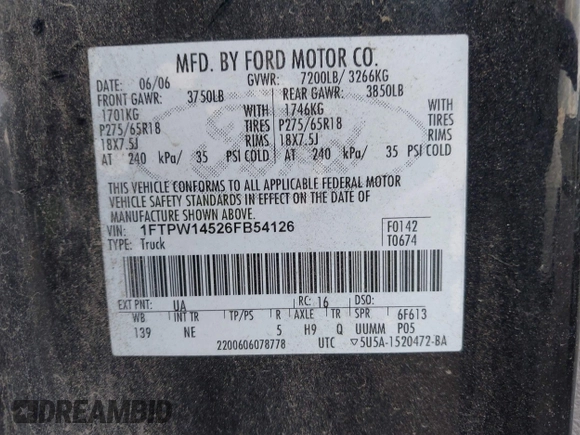 MFD. BY FORD MOTOR CO.
DATE: 06/06 GVWR: 7200LB/ 3266KG
FRONT GAWR: 3750LB REAR GAWR: 3850LB
1701KG WITH 1746KG WITH
P275/65R18 TIRES P275/65R18 TIRES
18X7.5J RIMS 18X7.5J RIMS
AT 240 kPa/ 35 PSI COLD AT 240 kPa/ 35 PSI COLD
THIS VEHICLE CONFORMS TO ALL APPLICABLE FEDERAL MOTOR
VEHICLE SAFETY STANDARDS IN EFFECT ON THE DATE OF
MANUFACTURE SHOWN ABOVE.
VIN: 1FTPW14526FB54126 F0142
TYPE: Truck T0674
EXT PNT: UA RC: 16 DSO:
WB INT TR TP/PS R AXLE TR SPR 6F613
139 NE 5 H9 Q UUMM P05
2200606078778 UTC ▽5U5A-1520472-BA
Ford
DREAMBID